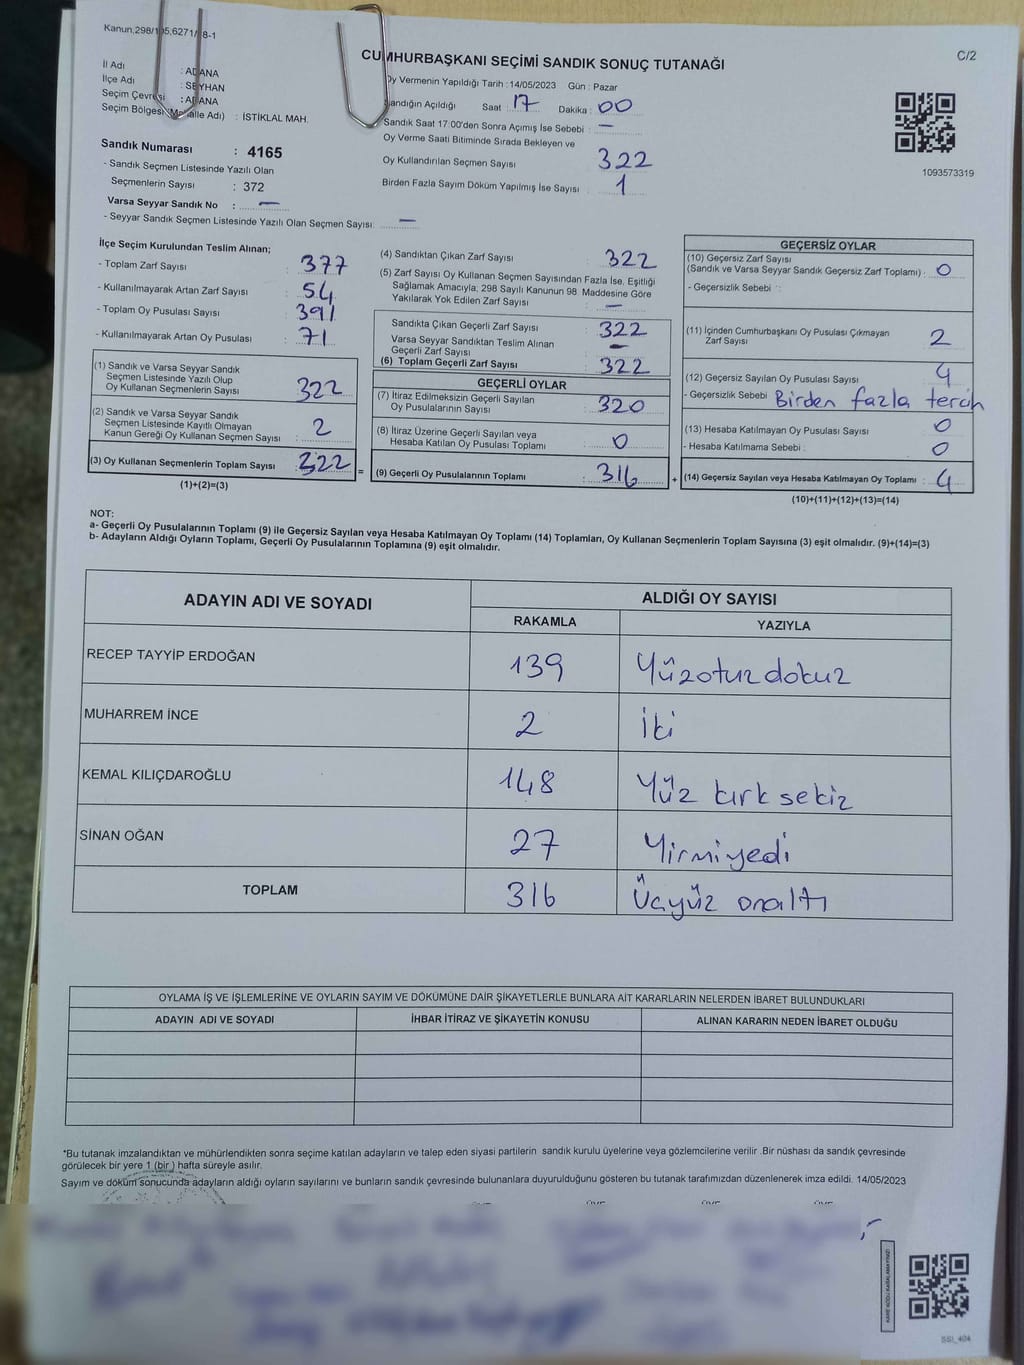 Kanun,298/105,6271/18-1
C/2
CUMHURBAŞKANI SEÇİMİ SANDIK SONUÇ TUTANAĞI
İl Adı : ADANA
İlçe Adı : SEYHAN
Seçim Çevresi : ADANA
Seçim Bölgesi (Mahalle Adı) : İSTİKLAL MAH.
Oy Vermenin Yapıldığı Tarih : 14/05/2023 Gün : Pazar
Sandığın Açıldığı Saat : 17 Dakika : 00
Sandık Saat 17:00'den Sonra Açımış İse Sebebi : –
Oy Verme Saati Bitiminde Sırada Bekleyen ve
Oy Kullandırılan Seçmen Sayısı 322
Birden Fazla Sayım Döküm Yapılmış İse Sayısı 1
1093573319
Sandık Numarası : 4165
- Sandık Seçmen Listesinde Yazılı Olan
Seçmenlerin Sayısı : 372
Varsa Seyyar Sandık No : –
- Seyyar Sandık Seçmen Listesinde Yazılı Olan Seçmen Sayısı: –
İlçe Seçim Kurulundan Teslim Alınan;
- Toplam Zarf Sayısı : 377
- Kullanılmayarak Artan Zarf Sayısı : 54
- Toplam Oy Pusulası Sayısı : 391
- Kullanılmayarak Artan Oy Pusulası : 71
(1) Sandık ve Varsa Seyyar Sandık
Seçmen Listesinde Yazılı Olup
Oy Kullanan Seçmenlerin Sayısı : 322
(2) Sandık ve Varsa Seyyar Sandık
Seçmen Listesinde Kayıtlı Olmayan
Kanun Gereği Oy Kullanan Seçmen Sayısı : 2
(3) Oy Kullanan Seçmenlerin Toplam Sayısı : 322 =
(1)+(2)=(3)
(4) Sandıktan Çıkan Zarf Sayısı : 322
(5) Zarf Sayısı Oy Kullanan Seçmen Sayısından Fazla İse, Eşitliği
Sağlamak Amacıyla; 298 Sayılı Kanunun 98 Maddesine Göre
Yakılarak Yok Edilen Zarf Sayısı : –
Sandıkta Çıkan Geçerli Zarf Sayısı : 322
Varsa Seyyar Sandıktan Teslim Alınan
Geçerli Zarf Sayısı : –
(6) Toplam Geçerli Zarf Sayısı : 322
GEÇERLİ OYLAR
(7) İtiraz Edilmeksizin Geçerli Sayılan
Oy Pusulalarının Sayısı : 320
(8) İtiraz Üzerine Geçerli Sayılan veya
Hesaba Katılan Oy Pusulası Toplamı : 0
(9) Geçerli Oy Pusulalarının Toplamı : 316 +
GEÇERSİZ OYLAR
(10) Geçersiz Zarf Sayısı
(Sandık ve Varsa Seyyar Sandık Geçersiz Zarf Toplamı) : 0
- Geçersizlik Sebebi :
(11) İçinden Cumhurbaşkanı Oy Pusulası Çıkmayan
Zarf Sayısı : 2
(12) Geçersiz Sayılan Oy Pusulası Sayısı : 4
- Geçersizlik Sebebi Birden fazla tercih
(13) Hesaba Katılmayan Oy Pusulası Sayısı : 0
- Hesaba Katılmama Sebebi : 0
(14) Geçersiz Sayılan veya Hesaba Katılmayan Oy Toplamı : 4
(10)+(11)+(12)+(13)=(14)
NOT:
a- Geçerli Oy Pusulalarının Toplamı (9) ile Geçersiz Sayılan veya Hesaba Katılmayan Oy Toplamı (14) Toplamları, Oy Kullanan Seçmenlerin Toplam Sayısına (3) eşit olmalıdır. (9)+(14)=(3)
b- Adayların Aldığı Oyların Toplamı, Geçerli Oy Pusulalarının Toplamına (9) eşit olmalıdır.
ADAYIN ADI VE SOYADI ALDIĞI OY SAYISI
RAKAMLA YAZIYLA
RECEP TAYYİP ERDOĞAN 139 Yüzotuzdokuz
MUHARREM İNCE 2 İki
KEMAL KILIÇDAROĞLU 148 Yüz kırk sekiz
SİNAN OĞAN 27 Yirmiyedi
TOPLAM 316 Üçyüz onaltı
OYLAMA İŞ VE İŞLEMLERİNE VE OYLARIN SAYIM VE DÖKÜMÜNE DAİR ŞİKAYETLERLE BUNLARA AİT KARARLARIN NELERDEN İBARET BULUNDUKLARI
ADAYIN ADI VE SOYADI İHBAR İTİRAZ VE ŞİKAYETİN KONUSU ALINAN KARARIN NEDEN İBARET OLDUĞU
*Bu tutanak imzalandıktan ve mühürlendikten sonra seçime katılan adayların ve talep eden siyasi partilerin sandık kurulu üyelerine veya gözlemcilerine verilir .Bir nüshası da sandık çevresinde
görülecek bir yere 1 (bir ) hafta süreyle asılır.
Sayım ve döküm sonucunda adayların aldığı oyların sayılarını ve bunların sandık çevresinde bulunanlara duyurulduğunu gösteren bu tutanak tarafımızdan düzenlenerek imza edildi. 14/05/2023
SSI_404